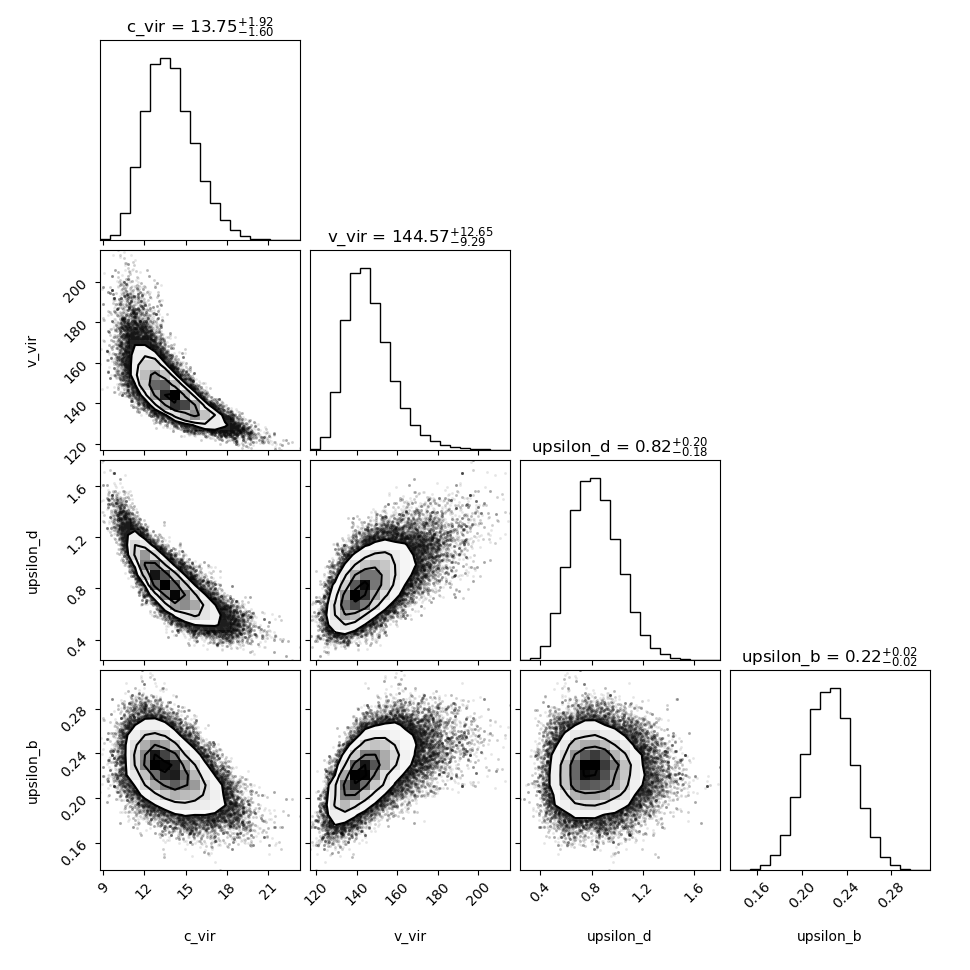 c_vir = 13.75+1.92−1.60
v_vir = 144.57+12.65−9.29
200
180
160
140
120
v_vir
upsilon_d = 0.82+0.20−0.18
1.6
1.2
0.8
0.4
upsilon_d
upsilon_b = 0.22+0.02−0.02
0.28
0.24
0.20
0.16
upsilon_b
9 12 15 18 21
120 140 160 180 200
0.4 0.8 1.2 1.6
0.16 0.20 0.24 0.28
c_vir v_vir upsilon_d upsilon_b